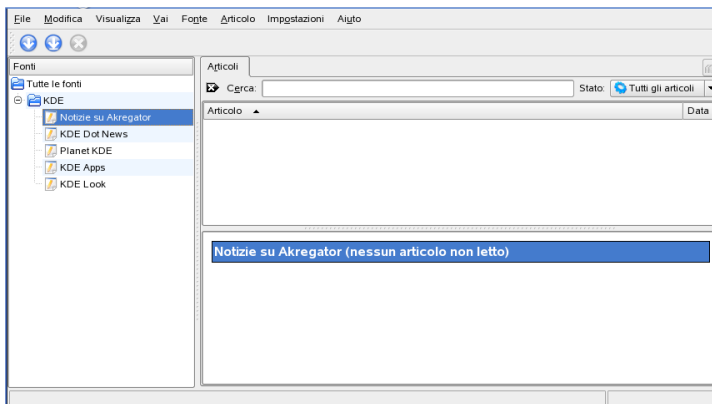 File Modifica Visualizza Vai Fonte Articolo Impostazioni Aiuto
Fonti
Tutte le fonti
KDE
Notizie su Akregator
KDE Dot News
Planet KDE
KDE Apps
KDE Look
Articoli
Cerca: Stato: Tutti gli articoli
Articolo Data
Notizie su Akregator (nessun articolo non letto)